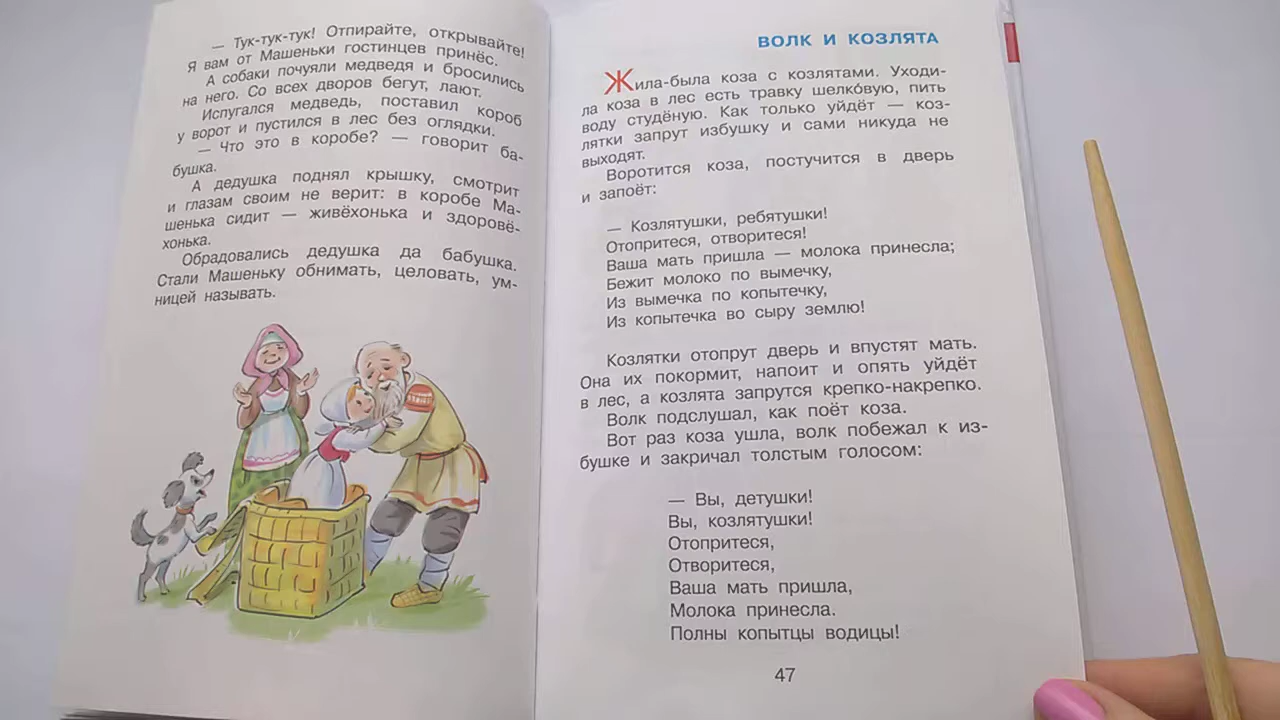 — Тук-тук-тук! Отпирайте, открывайте!
Я вам от Машеньки гостинцев принёс.
А собаки почуяли медведя и бросились
на него. Со всех дворов бегут, лают.
Испугался медведь, поставил короб
у ворот и пустился в лес без оглядки.
— Что это в коробе? — говорит ба-
бушка.
А дедушка поднял крышку, смотрит
и глазам своим не верит: в коробе Ма-
шенька сидит — живёхонька и здоровё-
хонька.
Обрадовались дедушка да бабушка.
Стали Машеньку обнимать, целовать, ум-
ницей называть.
ВОЛК И КОЗЛЯТА
Жила-была коза с козлятами. Уходи-
ла коза в лес есть травку шелко́вую, пить
воду студёную. Как только уйдёт — коз-
лятки запрут избушку и сами никуда не
выходят.
Воротится коза, постучится в дверь
и запоёт:
— Козлятушки, ребятушки!
Отопритеся, отворитеся!
Ваша мать пришла — молока принесла;
Бежит молоко по вымечку,
Из вымечка по копытечку,
Из копытечка во сыру землю!
Козлятки отопрут дверь и впустят мать.
Она их покормит, напоит и опять уйдёт
в лес, а козлята запрутся крепко-накрепко.
Волк подслушал, как поёт коза.
Вот раз коза ушла, волк побежал к из-
бушке и закричал толстым голосом:
— Вы, детушки!
Вы, козлятушки!
Отопритеся,
Отворитеся,
Ваша мать пришла,
Молока принесла.
Полны копытцы водицы!
47